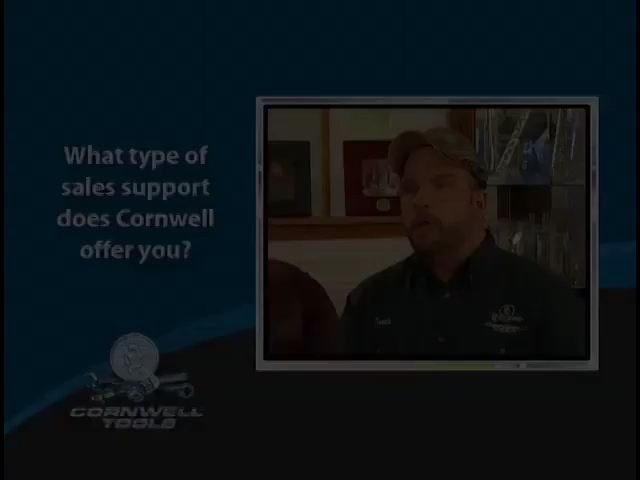 What type of
sales support
does Cornwell
offer you?
CORNWELL
TOOLS